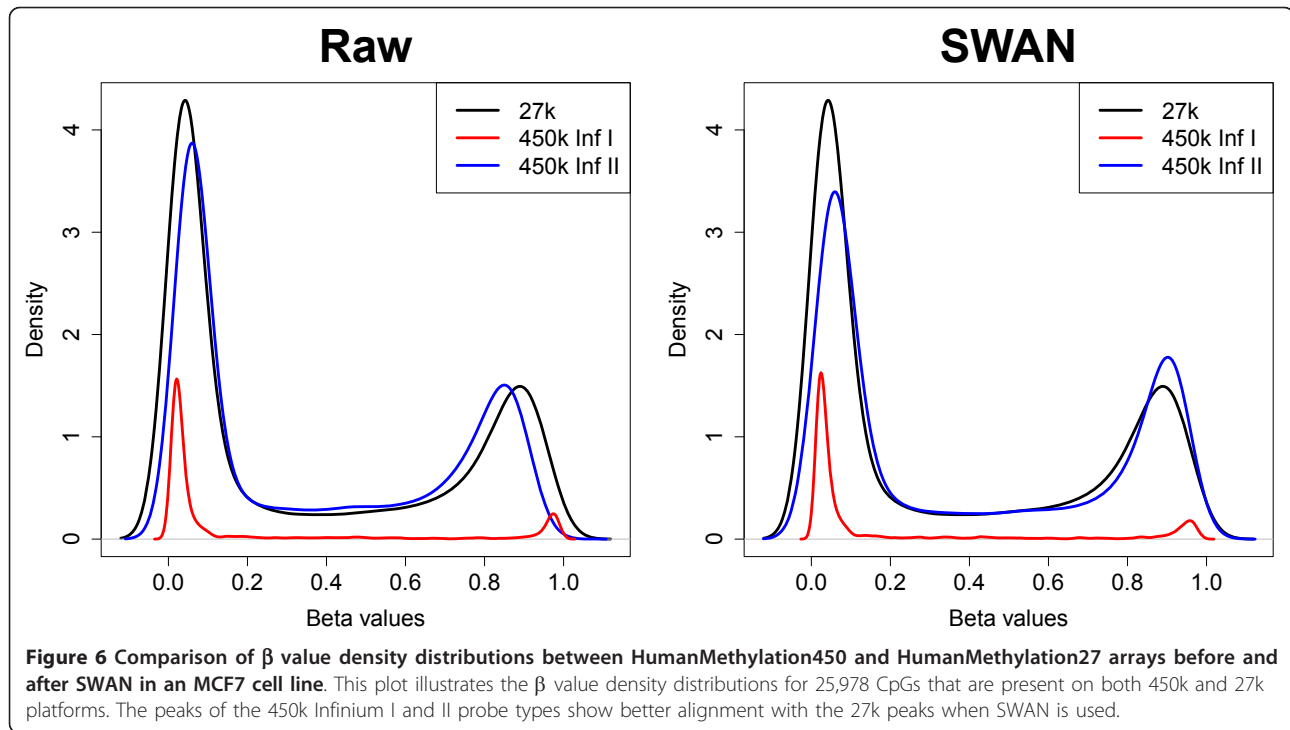 Raw
SWAN
27k
450k Inf I
450k Inf II
4
3
2
1
0
Density
0.0 0.2 0.4 0.6 0.8 1.0
Beta values
27k
450k Inf I
450k Inf II
4
3
2
1
0
Density
0.0 0.2 0.4 0.6 0.8 1.0
Beta values
Figure 6 Comparison of β value density distributions between HumanMethylation450 and HumanMethylation27 arrays before and
after SWAN in an MCF7 cell line. This plot illustrates the β value density distributions for 25,978 CpGs that are present on both 450k and 27k
platforms. The peaks of the 450k Infinium I and II probe types show better alignment with the 27k peaks when SWAN is used.